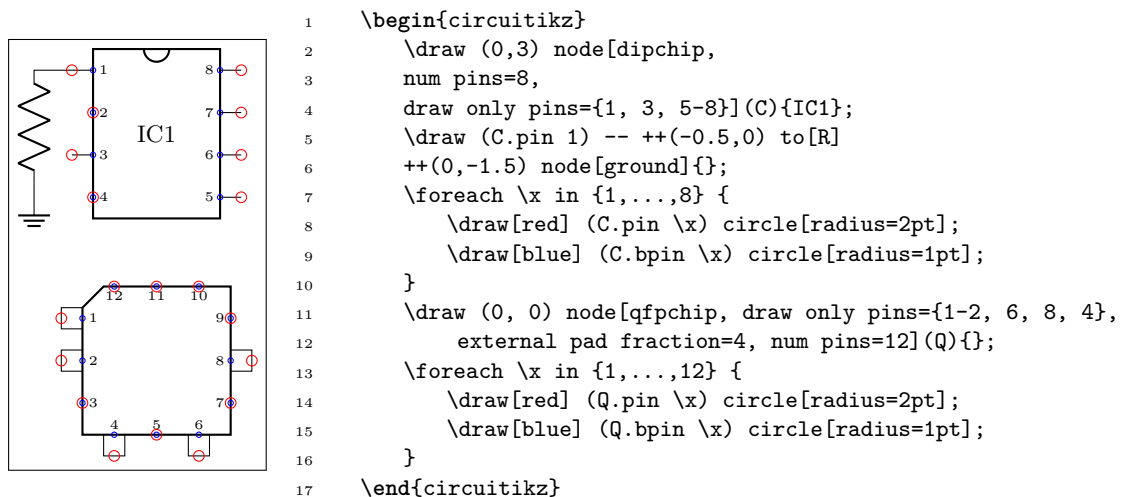 1
8
2
7
IC1
3
6
4
5
12 11 10
1
9
2
8
3
7
4 5 6
1 \begin{circuitikz}
2 \draw (0,3) node[dipchip,
3 num pins=8,
4 draw only pins={1, 3, 5-8}](C){IC1};
5 \draw (C.pin 1) -- ++(-0.5,0) to[R]
6 ++(0,-1.5) node[ground]{};
7 \foreach \x in {1,...,8} {
8 \draw[red] (C.pin \x) circle[radius=2pt];
9 \draw[blue] (C.bpin \x) circle[radius=1pt];
10 }
11 \draw (0, 0) node[qfpchip, draw only pins={1-2, 6, 8, 4},
12 external pad fraction=4, num pins=12](Q){};
13 \foreach \x in {1,...,12} {
14 \draw[red] (Q.pin \x) circle[radius=2pt];
15 \draw[blue] (Q.bpin \x) circle[radius=1pt];
16 }
17 \end{circuitikz}